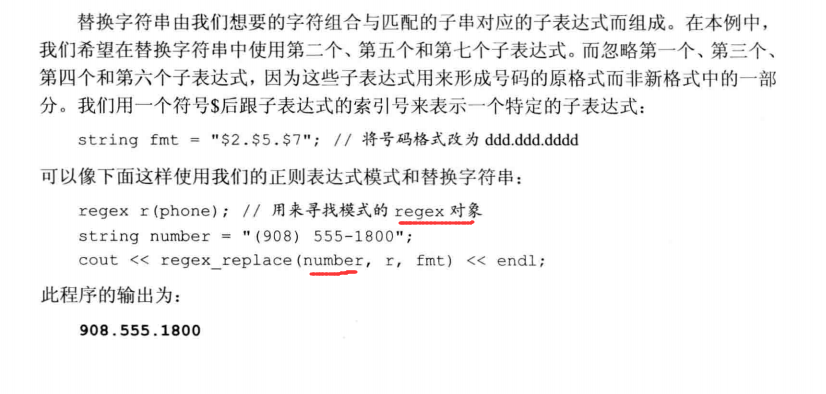 替换字符串由我们想要的字符组合与匹配的子串对应的子表达式而组成。在本例中，
我们希望在替换字符串中使用第二个、第五个和第七个子表达式。而忽略第一个、第三个、
第四个和第六个子表达式，因为这些子表达式用来形成号码的原格式而非新格式中的一部
分。我们用一个符号$后跟子表达式的索引号来表示一个特定的子表达式：
string fmt = "$2.$5.$7"; // 将号码格式改为 ddd.ddd.dddd
可以像下面这样使用我们的正则表达式模式和替换字符串：
regex r(phone); // 用来寻找模式的 regex 对象
string number = "(908) 555-1800";
cout << regex_replace(number, r, fmt) << endl;
此程序的输出为：
908.555.1800